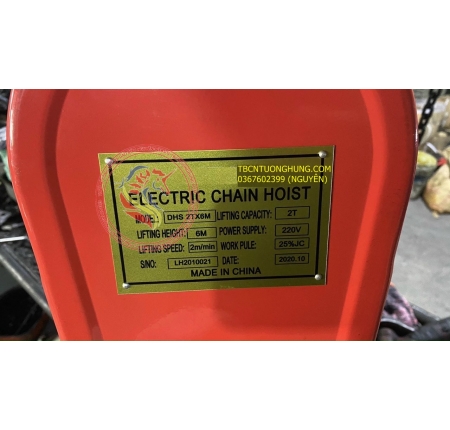 TBCNTUONGHUNG.COM
0367602399 (NGUYÊN)
ELECTRIC CHAIN HOIST
MODEL: DHS 2TX6M LIFTING CAPACITY: 2T
LIFTING HEIGHT: 6M POWER SUPPLY: 220V
LIFTING SPEED: 2m/min WORK PULE: 25%JC
S/NO: LH2010021 DATE: 2020.10
MADE IN CHINA